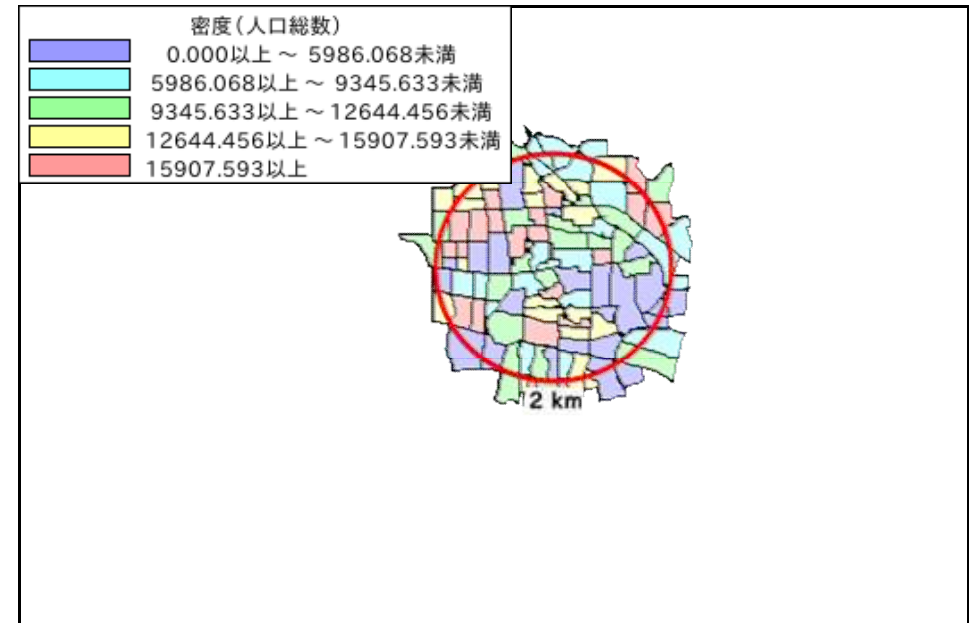 密度(人口総数)
0.000以上 ～ 5986.068未満
5986.068以上 ～ 9345.633未満
9345.633以上 ～ 12644.456未満
12644.456以上 ～ 15907.593未満
15907.593以上
2 km